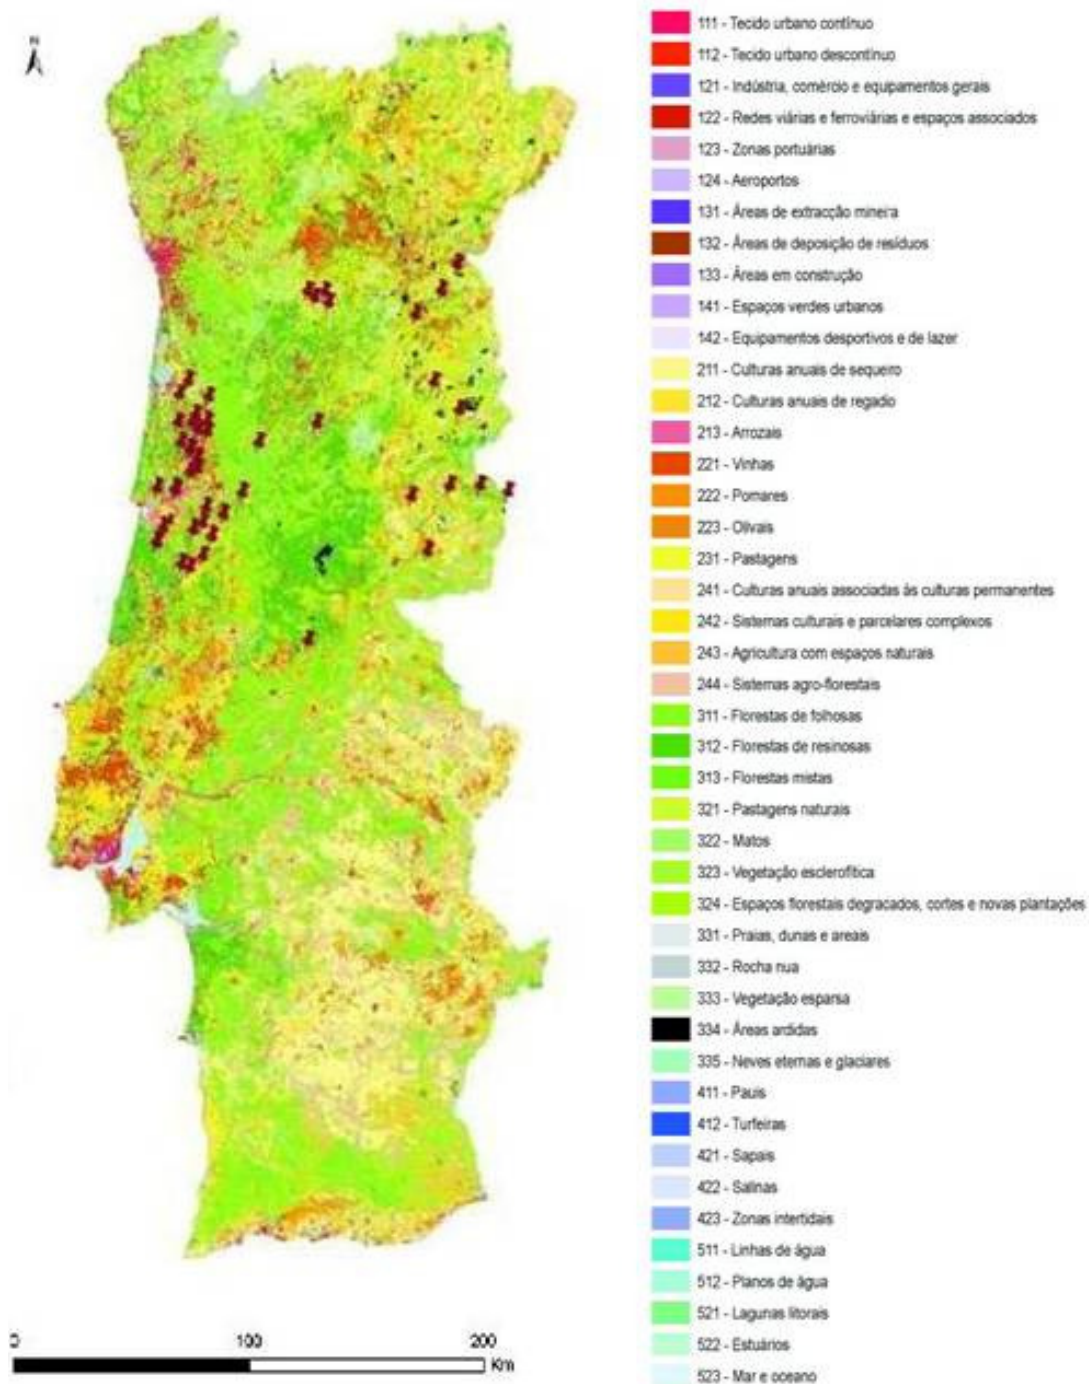 N
111 - Tecido urbano contínuo
112 - Tecido urbano descontínuo
121 - Indústria, comércio e equipamentos gerais
122 - Redes viárias e ferroviárias e espaços associados
123 - Zonas portuárias
124 - Aeroportos
131 - Áreas de extracção mineira
132 - Áreas de deposição de resíduos
133 - Áreas em construção
141 - Espaços verdes urbanos
142 - Equipamentos desportivos e de lazer
211 - Culturas anuais de sequeiro
212 - Culturas anuais de regadio
213 - Arrozais
221 - Vinhas
222 - Pomares
223 - Olivais
231 - Pastagens
241 - Culturas anuais associadas às culturas permanentes
242 - Sistemas culturais e parcelares complexos
243 - Agricultura com espaços naturais
244 - Sistemas agro-florestais
311 - Florestas de folhosas
312 - Florestas de resinosas
313 - Florestas mistas
321 - Pastagens naturais
322 - Matos
323 - Vegetação esclerofítica
324 - Espaços florestais degracados, cortes e novas plantações
331 - Praias, dunas e areais
332 - Rocha nua
333 - Vegetação esparsa
334 - Áreas ardidas
335 - Neves eternas e glaciares
411 - Pauis
412 - Turfeiras
421 - Sapais
422 - Salinas
423 - Zonas intertidais
511 - Linhas de água
512 - Planos de água
521 - Lagunas litorais
522 - Estuários
523 - Mar e oceano
0 100 200
Km